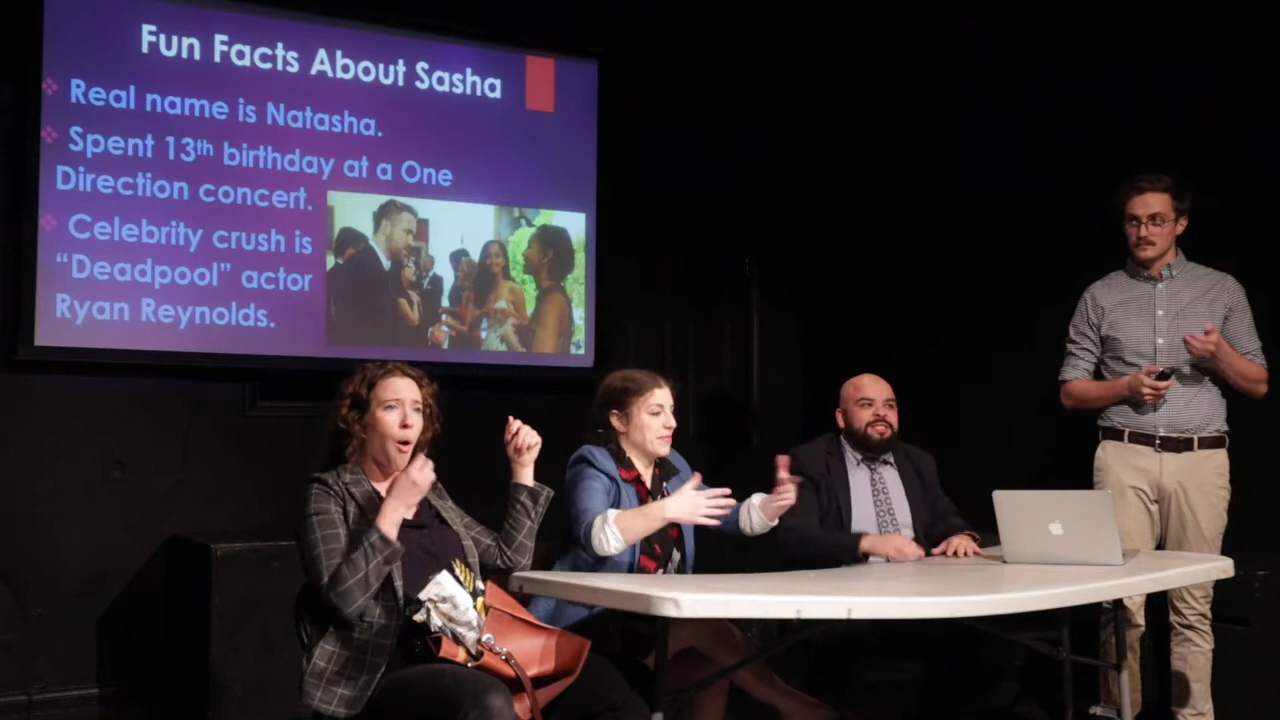 Fun Facts About Sasha
Real name is Natasha.
Spent 13th birthday at a One
Direction concert.
Celebrity crush is
“Deadpool” actor
Ryan Reynolds.